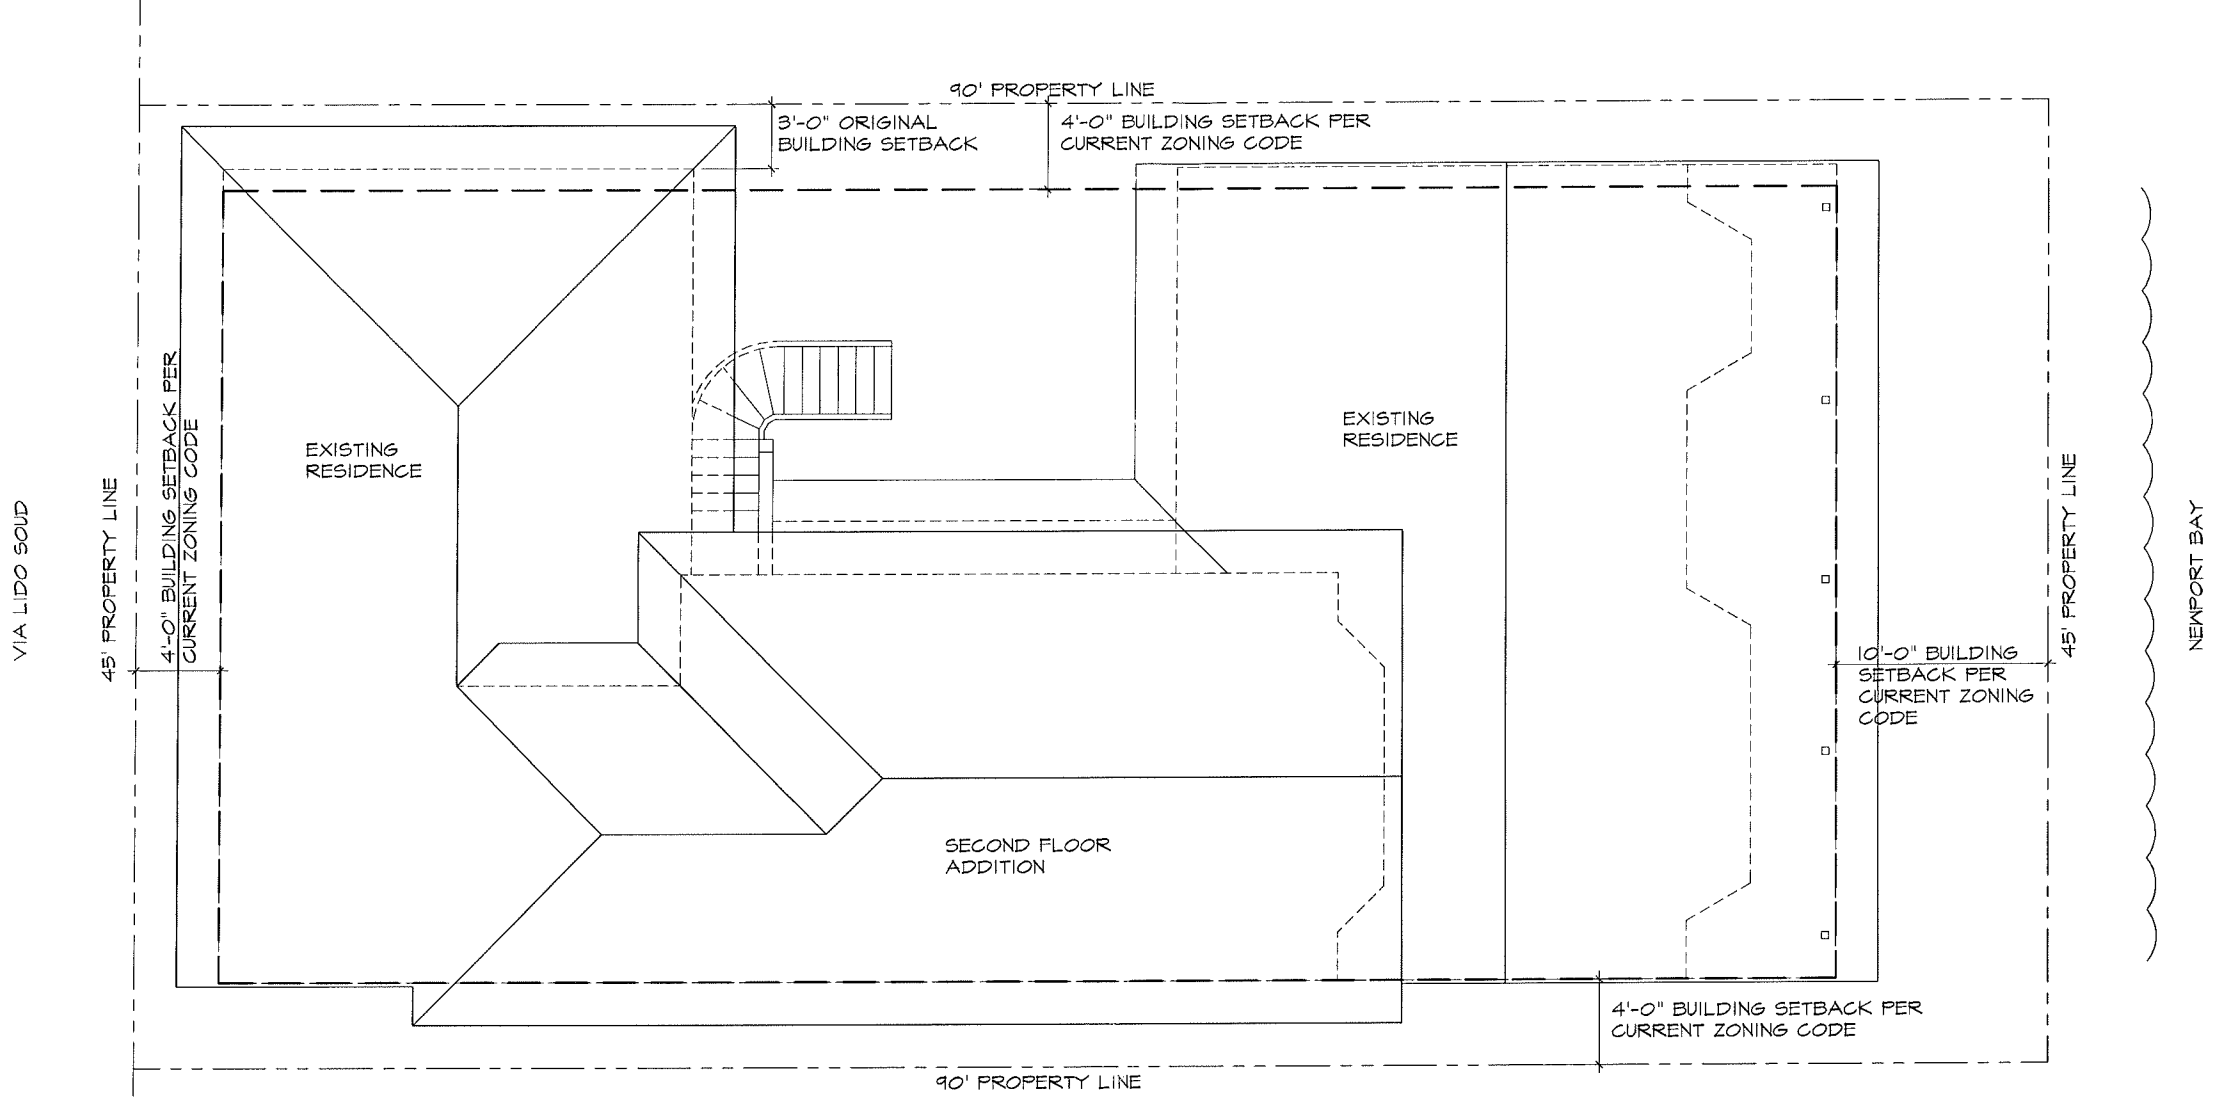 90' PROPERTY LINE
3'-0" ORIGINAL
BUILDING SETBACK
4'-0" BUILDING SETBACK PER
CURRENT ZONING CODE
VIA LIDO SOUD
45' PROPERTY LINE
4'-0" BUILDING SETBACK PER
CURRENT ZONING CODE
EXISTING
RESIDENCE
EXISTING
RESIDENCE
SECOND FLOOR
ADDITION
10'-0" BUILDING
SETBACK PER
CURRENT ZONING
CODE
45' PROPERTY LINE
NEWPORT BAY
4'-0" BUILDING SETBACK PER
CURRENT ZONING CODE
90' PROPERTY LINE